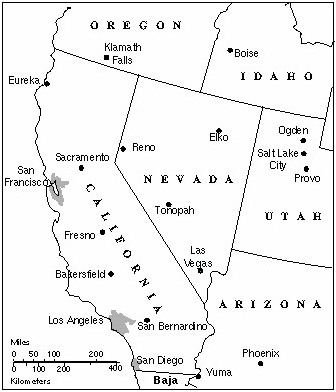 OREGON
Klamath
Falls
Boise
IDAHO
Eureka
Elko
Ogden
Reno
Sacramento
Salt Lake
City
Provo
San
Francisco
NEVADA
CALIFORNIA
Tonopah
UTAH
Fresno
Las
Vegas
Bakersfield
ARIZONA
Los Angeles
San Bernardino
Miles
0 50 100 200
0 100 200 400
Kilometers
San Diego
Phoenix
Yuma
Baja